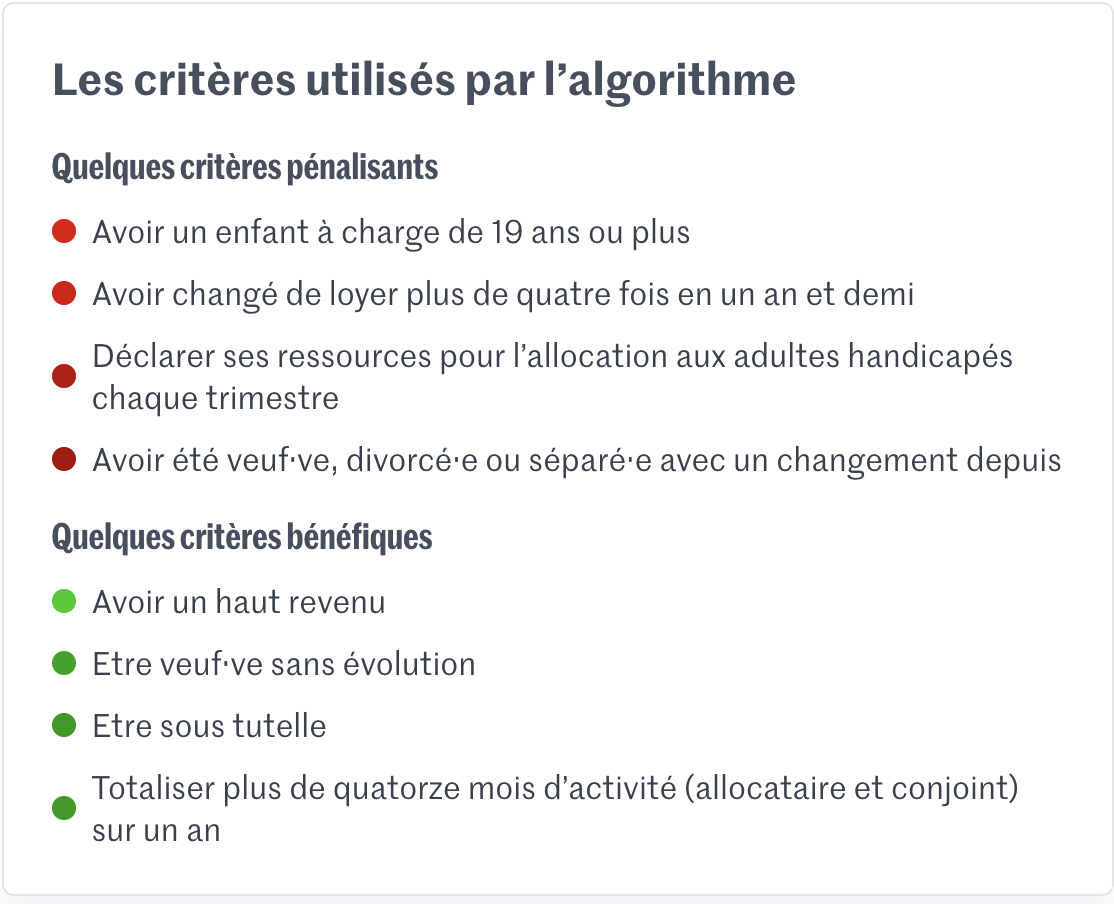 Les critères utilisés par l’algorithme
Quelques critères pénalisants
Avoir un enfant à charge de 19 ans ou plus
Avoir changé de loyer plus de quatre fois en un an et demi
Déclarer ses ressources pour l’allocation aux adultes handicapés
chaque trimestre
Avoir été veuf·ve, divorcé·e ou séparé·e avec un changement depuis
Quelques critères bénéfiques
Avoir un haut revenu
Etre veuf·ve sans évolution
Etre sous tutelle
Totaliser plus de quatorze mois d’activité (allocataire et conjoint)
sur un an